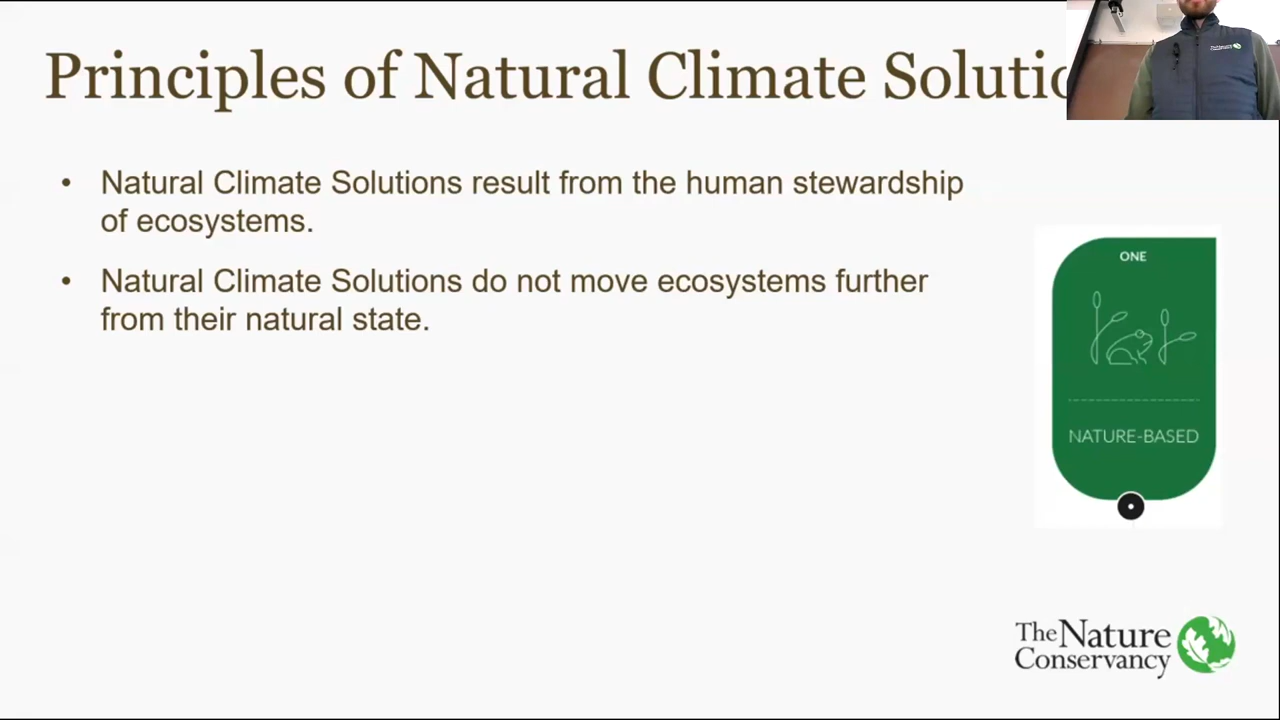 Principles of Natural Climate
Natural Climate Solutions result from the human stewardship
of ecosystems.
Natural Climate Solutions do not move ecosystems further
from their natural state.
ONE
NATURE-BASED
The Nature
Conservancy